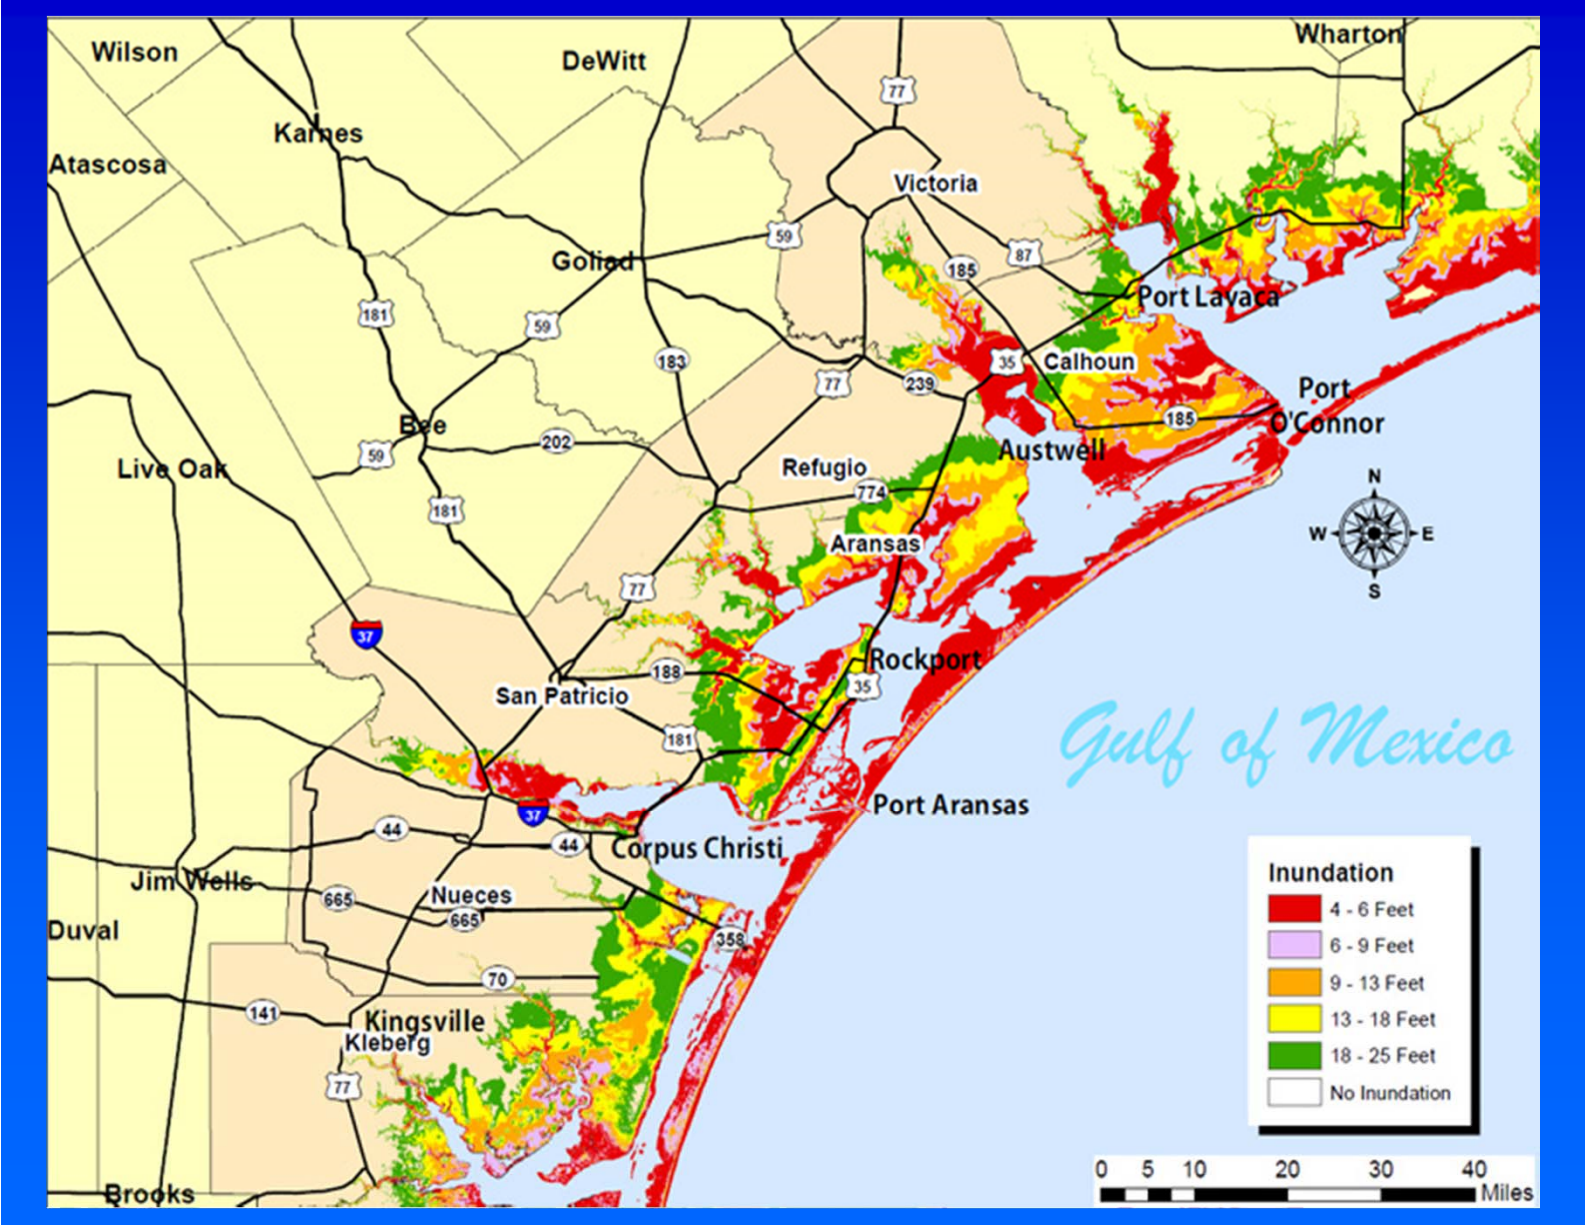 Wharton
Wilson
DeWitt
77
Karnes
Atascosa
Victoria
59
87
185
Goliad
Port Lavaca
181
59
183
35
Calhoun
77
239
Port
O'Connor
185
Bee
202
59
Austwell
Live Oak
Refugio
774
N
W
E
S
181
Aransas
77
37
Rockport
188
35
San Patricio
181
Gulf of Mexico
Port Aransas
37
44
44
Corpus Christi
Jim Wells
665
Nueces
665
Duval
358
70
141
Kingsville
Kleberg
77
Brooks
Inundation
4 - 6 Feet
6 - 9 Feet
9 - 13 Feet
13 - 18 Feet
18 - 25 Feet
No Inundation
0 5 10 20 30 40
Miles